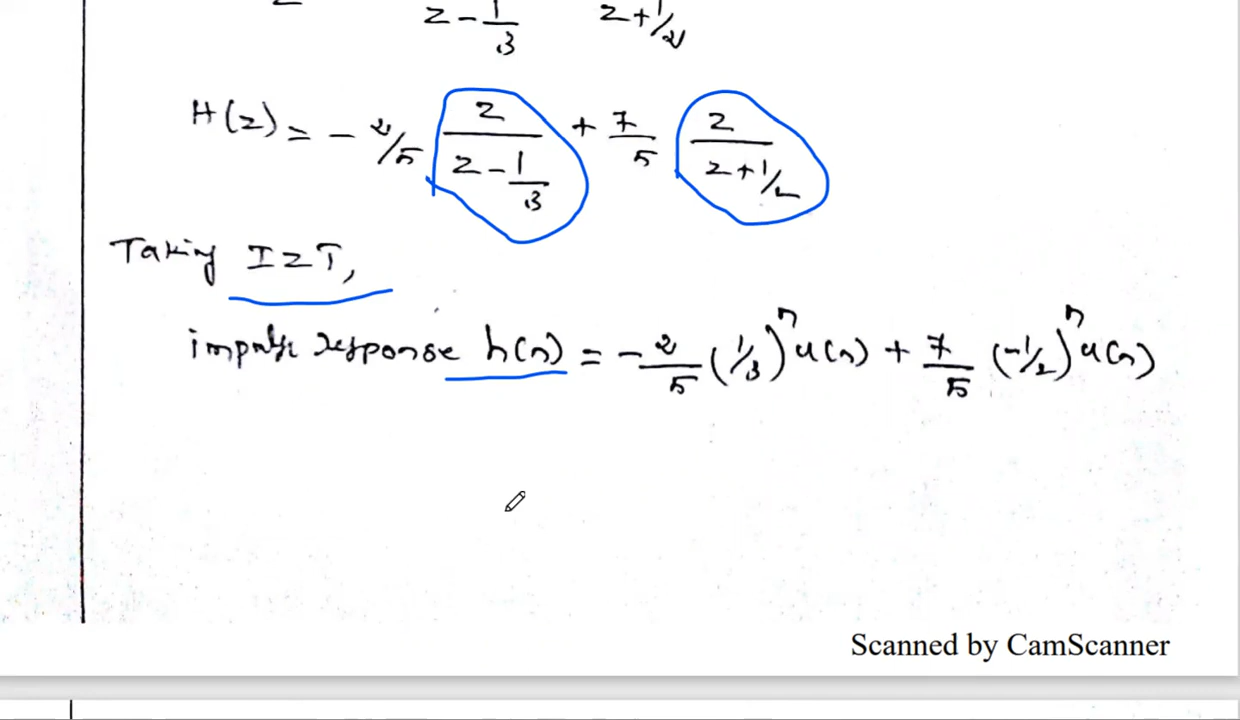 z - 1/3 z + 1/2
H(z) = - 2/5 z/(z - 1/3) + 7/5 z/(z + 1/2)
Taking IZT,
impulse response h(n) = - 2/5 (1/3)^n u(n) + 7/5 (-1/2)^n u(n)
Scanned by CamScanner